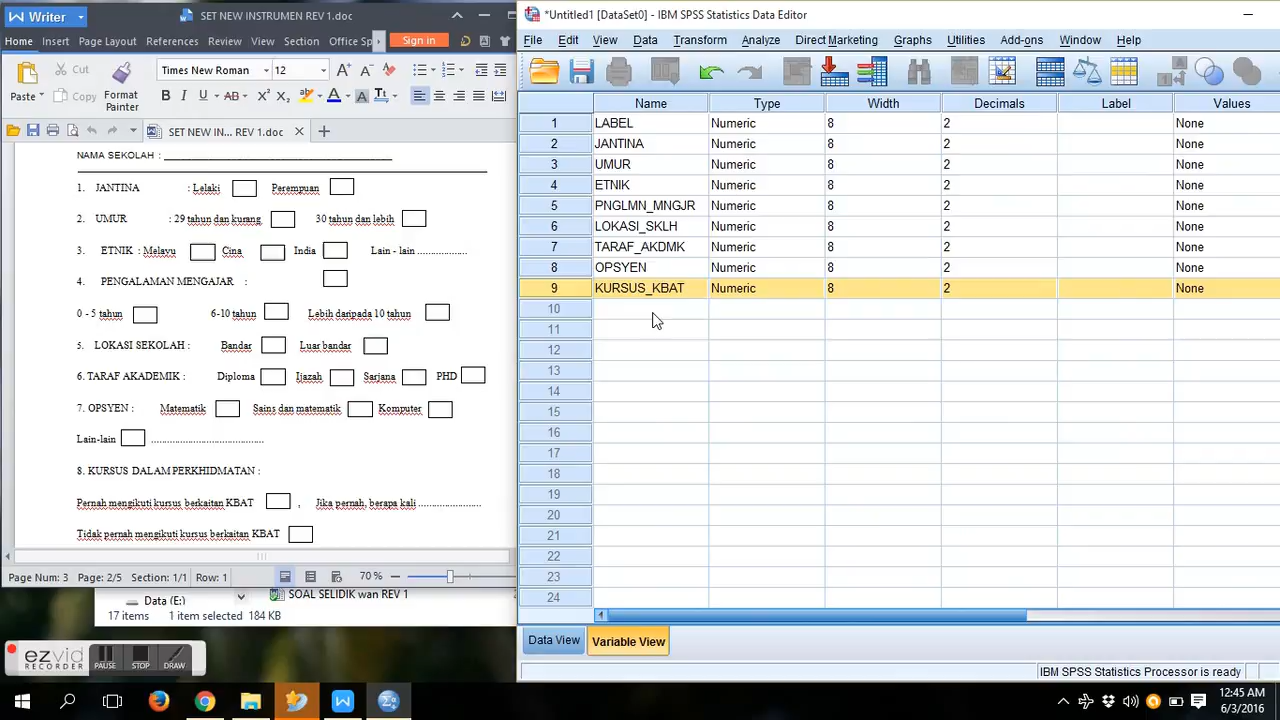 Writer
SET NEW INSTRUMEN REV 1.doc
Home Insert Page Layout References Review View Section Office Sp Sign in
Paste Cut Copy Format Painter Times New Roman 12
B I U AB
SET NEW IN... REV 1.doc
NAMA SEKOLAH :
1. JANTINA : Lelaki Perempuan
2. UMUR : 29 tahun dan kurang 30 tahun dan lebih
3. ETNIK : Melayu Cina India Lain - lain ..................
4. PENGALAMAN MENGAJAR :
0 - 5 tahun 6-10 tahun Lebih daripada 10 tahun
5. LOKASI SEKOLAH : Bandar Luar bandar
6. TARAF AKADEMIK : Diploma Ijazah Sarjana PHD
7. OPSYEN : Matematik Sains dan matematik Komputer
Lain-lain ........................................
8. KURSUS DALAM PERKHIDMATAN :
Pernah mengikuti kursus berkaitan KBAT , Jika pernah, berapa kali ......................
Tidak pernah mengikuti kursus berkaitan KBAT
Page Num: 3 Page: 2/5 Section: 1/1 Row: 1 70 %
Data (E:) SOAL SELIDIK wan REV 1
17 items 1 item selected 184 KB
ezvid
RECORDER
PAUSE STOP DRAW
*Untitled1 [DataSet0] - IBM SPSS Statistics Data Editor
File Edit View Data Transform Analyze Direct Marketing Graphs Utilities Add-ons Window Help
Name Type Width Decimals Label Values
1 LABEL Numeric 8 2 None
2 JANTINA Numeric 8 2 None
3 UMUR Numeric 8 2 None
4 ETNIK Numeric 8 2 None
5 PNGLMN_MNGJR Numeric 8 2 None
6 LOKASI_SKLH Numeric 8 2 None
7 TARAF_AKDMK Numeric 8 2 None
8 OPSYEN Numeric 8 2 None
9 KURSUS_KBAT Numeric 8 2 None
10
11
12
13
14
15
16
17
18
19
20
21
22
23
24
Data View Variable View
IBM SPSS Statistics Processor is ready
12:45 AM
6/3/2016